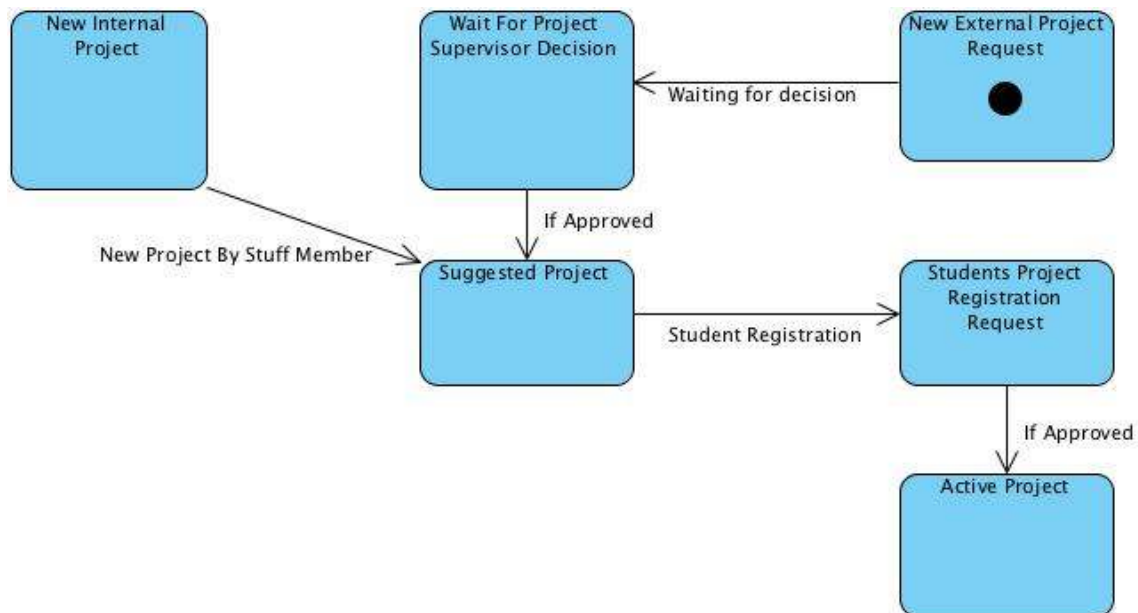 New Internal
Project
Wait For Project
Supervisor Decision
New External Project
Request
Waiting for decision
If Approved
New Project By Stuff Member
Suggested Project
Students Project
Registration
Request
Student Registration
If Approved
Active Project